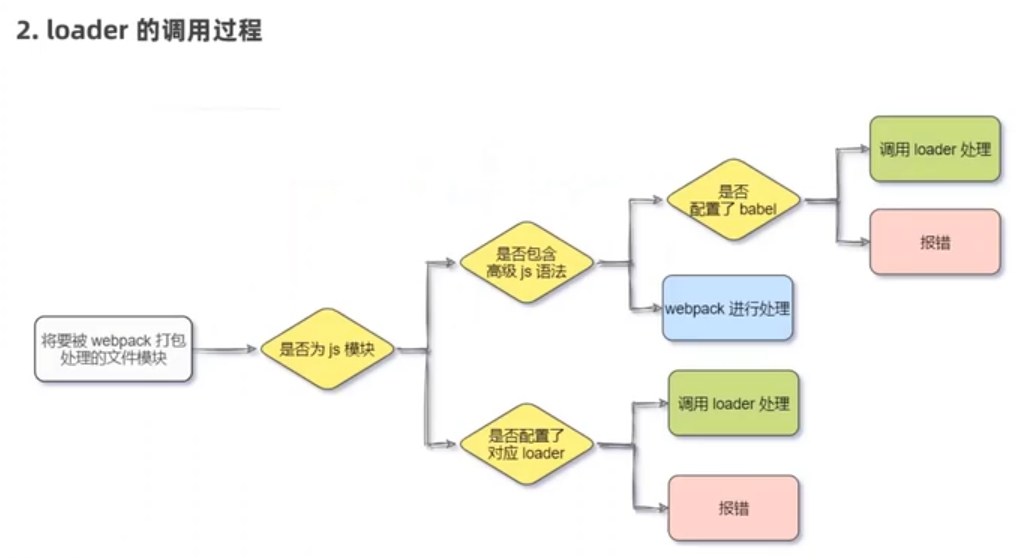 2. loader 的调用过程
调用 loader 处理
是否
配置了 babel
报错
是否包含
高级 js 语法
webpack 进行处理
将要被 webpack 打包
处理的文件模块
是否为 js 模块
调用 loader 处理
是否配置了
对应 loader
报错